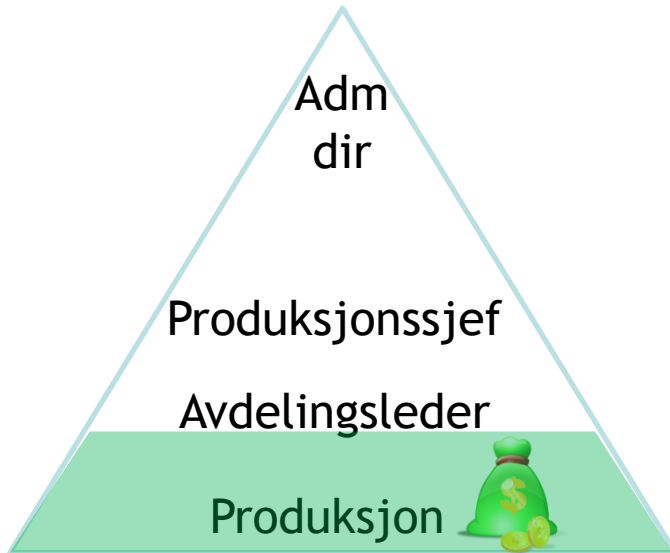 Adm
dir
Produksjonssjef
Avdelingsleder
Produksjon
$